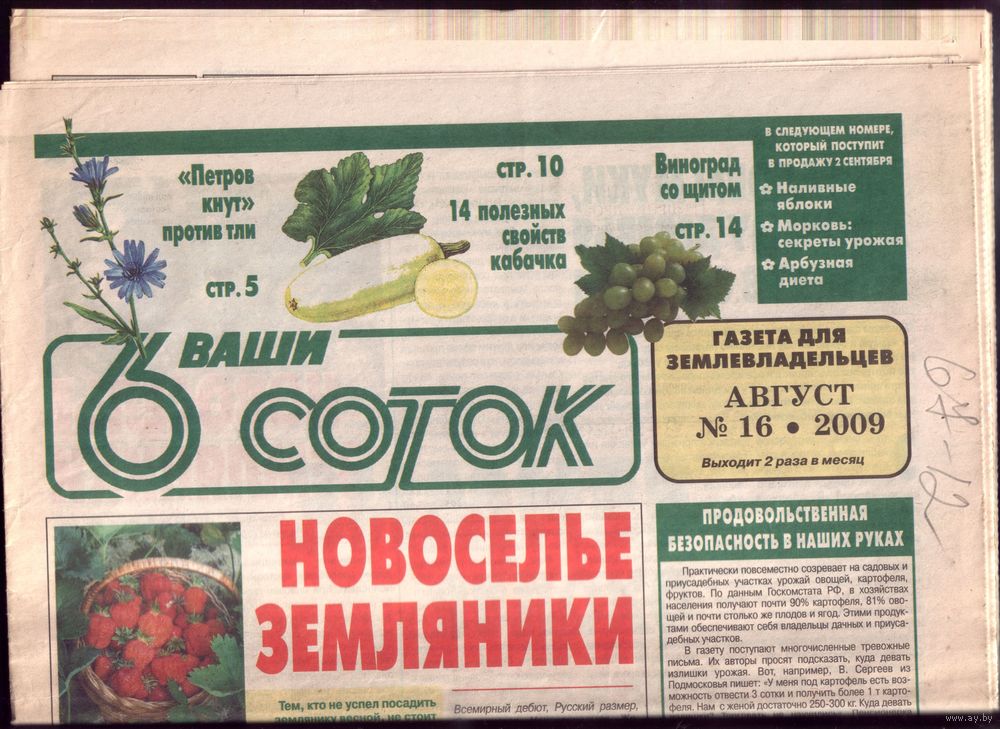 «Петров
кнут»
против тли
СТР. 5
СТР. 10
14 полезных
свойств
кабачка
Виноград
со щитом
СТР. 14
В СЛЕДУЮЩЕМ НОМЕРЕ,
КОТОРЫЙ ПОСТУПИТ
В ПРОДАЖУ 2 СЕНТЯБРЯ
Наливные
яблоки
Морковь:
секреты урожая
Арбузная
диета
ВАШИ
6 СОТОК
ГАЗЕТА ДЛЯ
ЗЕМЛЕВЛАДЕЛЬЦЕВ
АВГУСТ
№ 16 • 2009
Выходит 2 раза в месяц
НОВОСЕЛЬЕ
ЗЕМЛЯНИКИ
Тем, кто не успел посадить
землянику весной, не стоит
Всемирный дебют, Русский размер,
ПРОДОВОЛЬСТВЕННАЯ
БЕЗОПАСНОСТЬ В НАШИХ РУКАХ
Практически повсеместно созревает на садовых и
приусадебных участках урожай овощей, картофеля,
фруктов. По данным Госкомстата РФ, в хозяйствах
населения получают почти 90% картофеля, 81% ово-
щей и почти столько же плодов и ягод. Этими продук-
тами обеспечивают себя владельцы дачных и приуса-
дебных участков.
В газету поступают многочисленные тревожные
письма. Их авторы просят подсказать, куда девать
излишки урожая. Вот, например, В. Сергеев из
Подмосковья пишет: «У меня под картофель есть воз-
можность отвести 3 сотки и получить более 1 т карто-
феля. Нам с женой достаточно 250-300 кг. Куда девать
www.ay.by